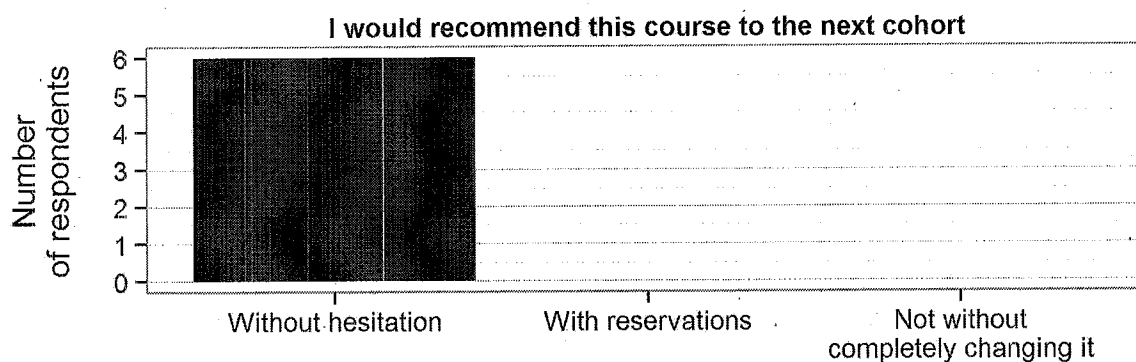 I would recommend this course to the next cohort
Number
of respondents
6
5
4
3
2
1
0
Without hesitation
With reservations
Not without
completely changing it